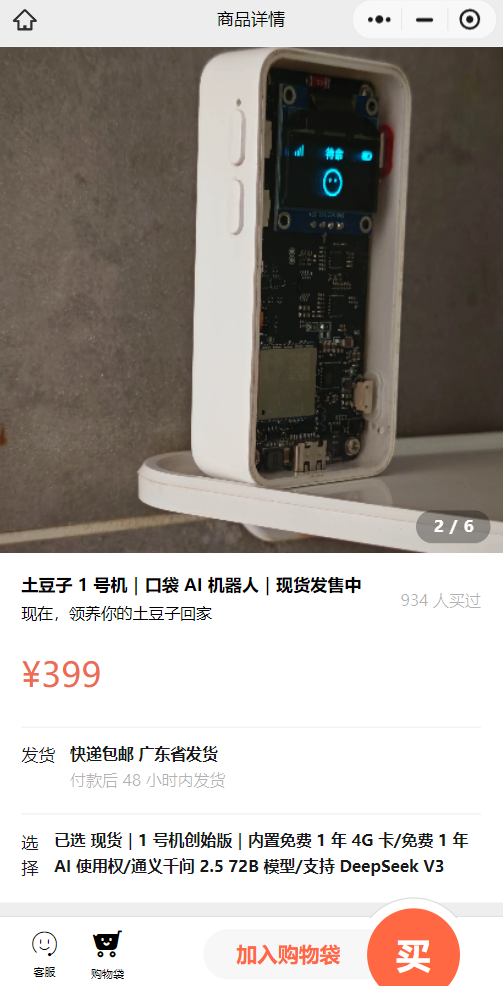 商品详情
待命
2 / 6
土豆子 1 号机｜口袋 AI 机器人｜现货发售中
现在，领养你的土豆子回家
934 人买过
¥399
发货 快递包邮 广东省发货
付款后 48 小时内发货
选择 已选 现货｜1 号机创始版｜内置免费 1 年 4G 卡/免费 1 年
AI 使用权/通义千问 2.5 72B 模型/支持 DeepSeek V3
客服
购物袋
加入购物袋
买